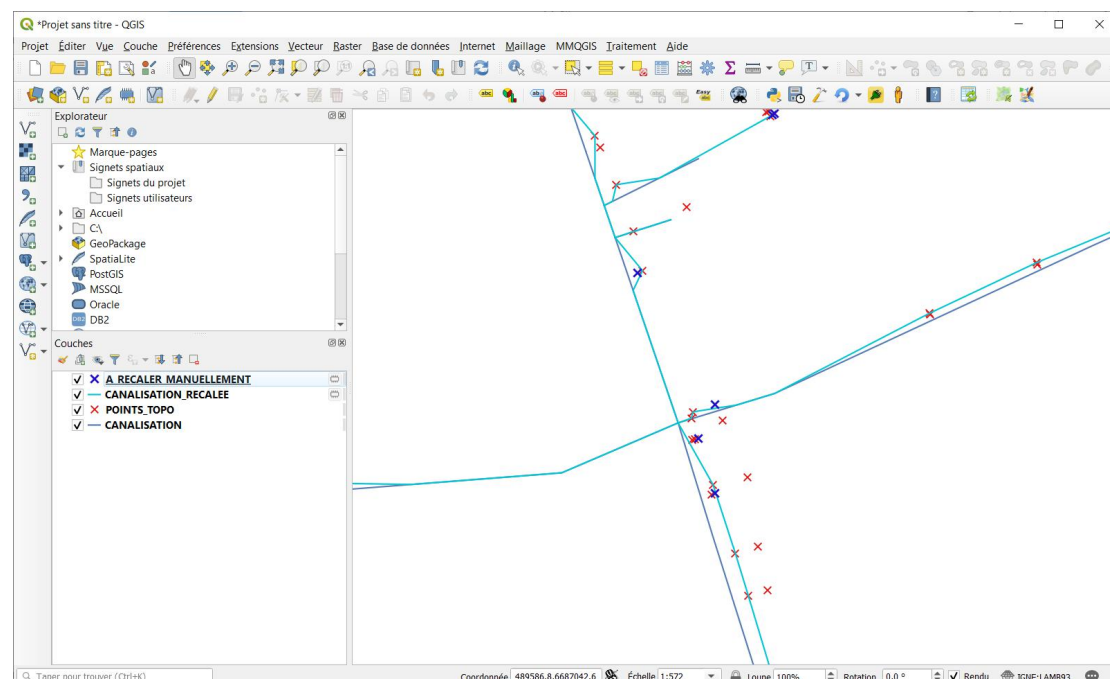 *Projet sans titre - QGIS
Projet Éditer Vue Couche Préférences Extensions Vecteur Raster Base de données Internet Maillage MMQGIS Traitement Aide
Explorateur
Marque-pages
Signets spatiaux
Signets du projet
Signets utilisateurs
Accueil
C:\
GeoPackage
SpatiaLite
PostGIS
MSSQL
Oracle
DB2
Couches
A RECALER MANUELLEMENT
CANALISATION_RECALEE
POINTS_TOPO
CANALISATION
Taper pour trouver (Ctrl+K)
Coordonnée 489586.8,6687042.6 Échelle 1:572 Loupe 100% Rotation 0,0 ° Rendu IGNF:LAMB93